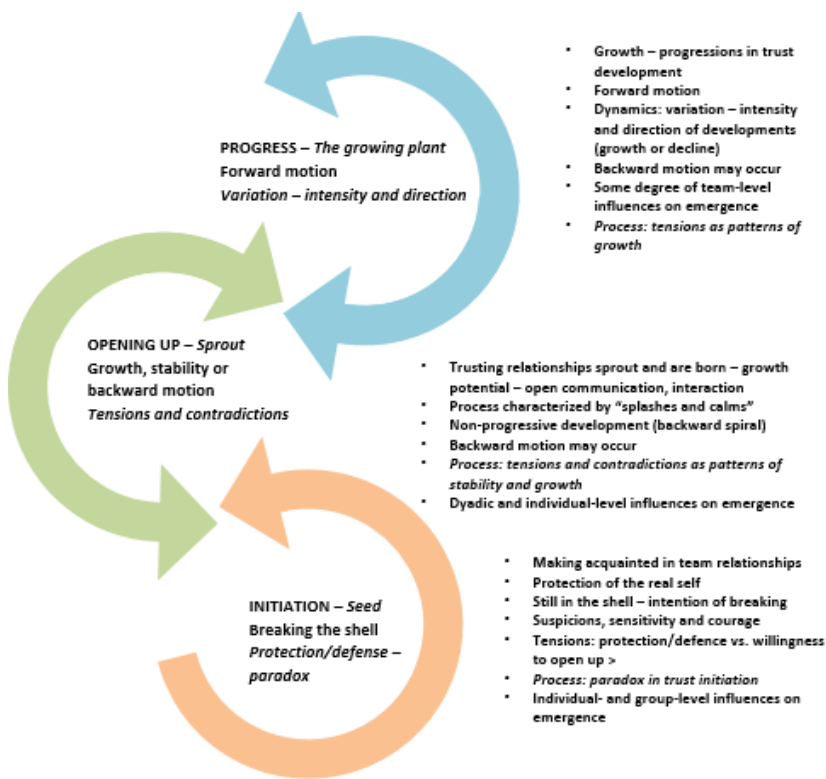 PROGRESS – The growing plant
Forward motion
Variation – intensity and direction
▪ Growth – progressions in trust
development
▪ Forward motion
▪ Dynamics: variation – intensity
and direction of developments
(growth or decline)
▪ Backward motion may occur
▪ Some degree of team-level
influences on emergence
▪ Process: tensions as patterns of
growth
OPENING UP – Sprout
Growth, stability or
backward motion
Tensions and contradictions
▪ Trusting relationships sprout and are born – growth
potential – open communication, interaction
▪ Process characterized by “splashes and calms”
▪ Non-progressive development (backward spiral)
▪ Backward motion may occur
▪ Process: tensions and contradictions as patterns of
stability and growth
▪ Dyadic and individual-level influences on emergence
INITIATION – Seed
Breaking the shell
Protection/defense –
paradox
▪ Making acquainted in team relationships
▪ Protection of the real self
▪ Still in the shell – intention of breaking
▪ Suspicions, sensitivity and courage
▪ Tensions: protection/defence vs. willingness
to open up >
▪ Process: paradox in trust initiation
▪ Individual- and group-level influences on
emergence